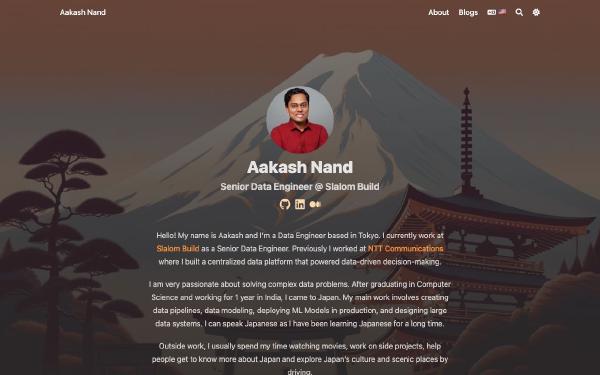 Aakash Nand
About Blogs
Aakash Nand
Senior Data Engineer @ Slalom Build
Hello! My name is Aakash and I'm a Data Engineer based in Tokyo. I currently work at
Slalom Build as a Senior Data Engineer. Previously I worked at NTT Communications
where I built a centralized data platform that powered data-driven decision-making.
I am very passionate about solving complex data problems. After graduating in Computer
Science and working for 1 year in India, I came to Japan. My main work involves creating
data pipelines, data modeling, deploying ML Models in production, and designing large
data systems. I can speak Japanese as I have been learning Japanese for a long time.
Outside work, I usually spend my time watching movies, work on side projects, help
people get to know more about Japan and explore Japan's culture and scenic places by
driving.